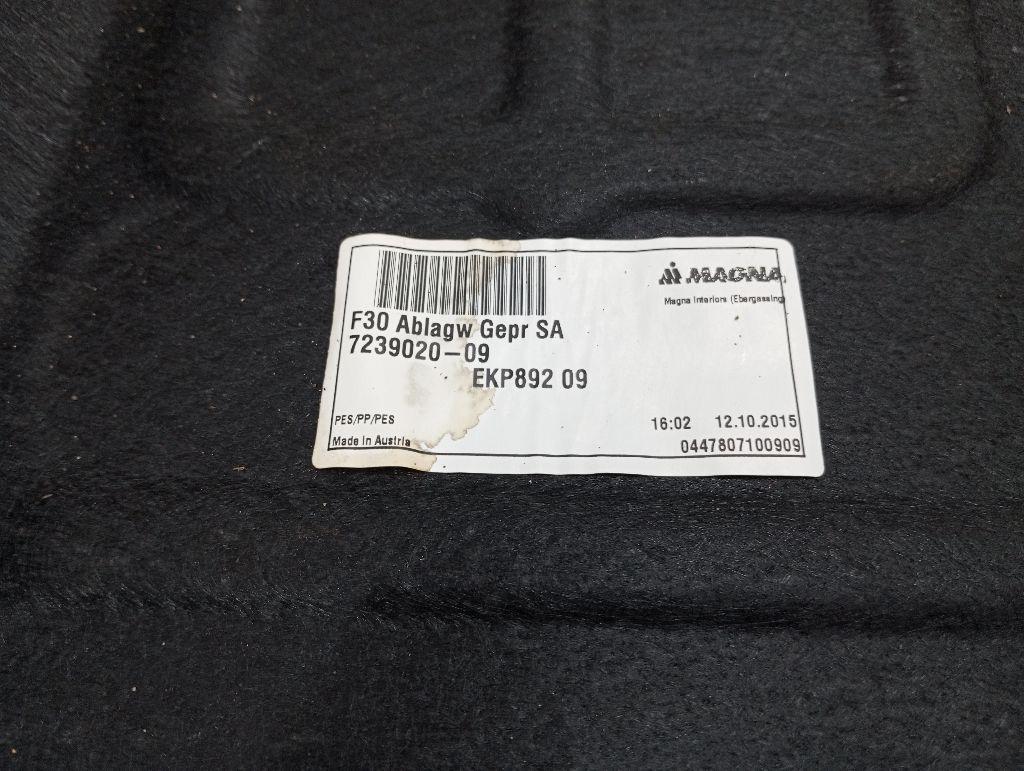 MAGNA
Magna Interiors (Ebergassing)
F30 Ablagw Gepr SA
7239020-09
EKP892 09
PES/PP/PES
16:02 12.10.2015
Made in Austria
0447807100909